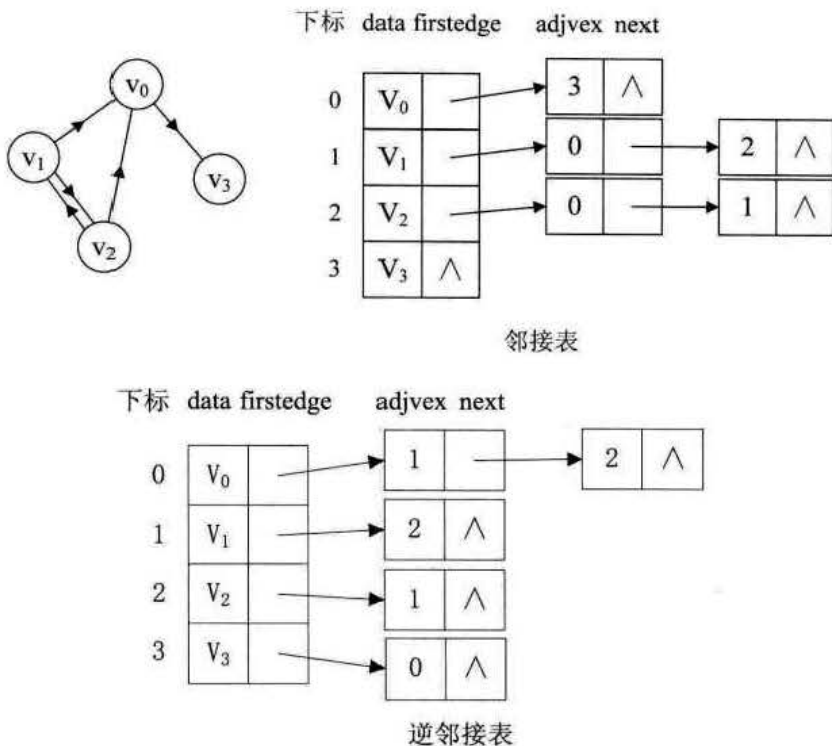 下标 data firstedge adjvex next
v₀
v₁
v₂
v₃
0 V₀ 3 ∧
1 V₁ 0 2 ∧
2 V₂ 0 1 ∧
3 V₃ ∧
邻接表
下标 data firstedge adjvex next
0 V₀ 1 2 ∧
1 V₁ 2 ∧
2 V₂ 1 ∧
3 V₃ 0 ∧
逆邻接表